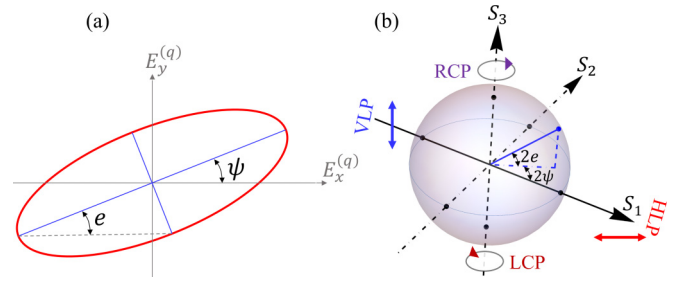 (a)
E_y^{(q)}
E_x^{(q)}
ψ
e
(b)
S_3
S_2
RCP
VLP
2e
2ψ
S_1
HLP
LCP